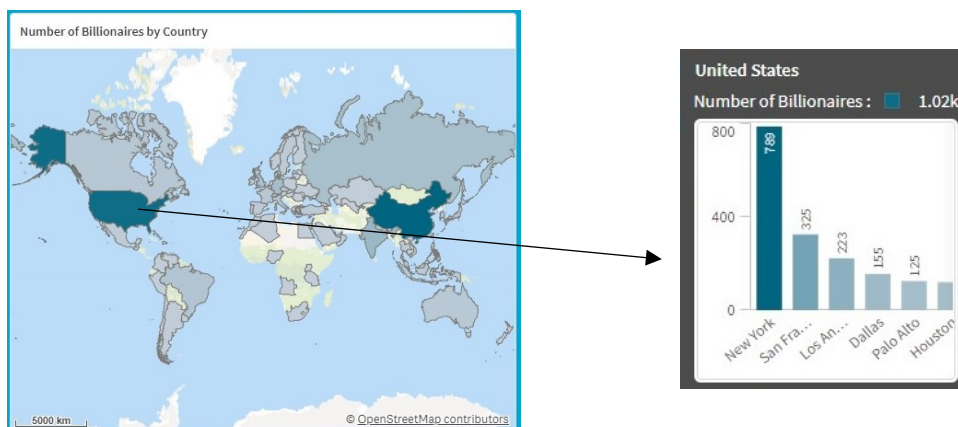 Number of Billionaires by Country
5000 km
© OpenStreetMap contributors
United States
Number of Billionaires : 1.02k
800
400
0
789
325
223
155
125
New York
San Fra...
Los An...
Dallas
Palo Alto
Houston